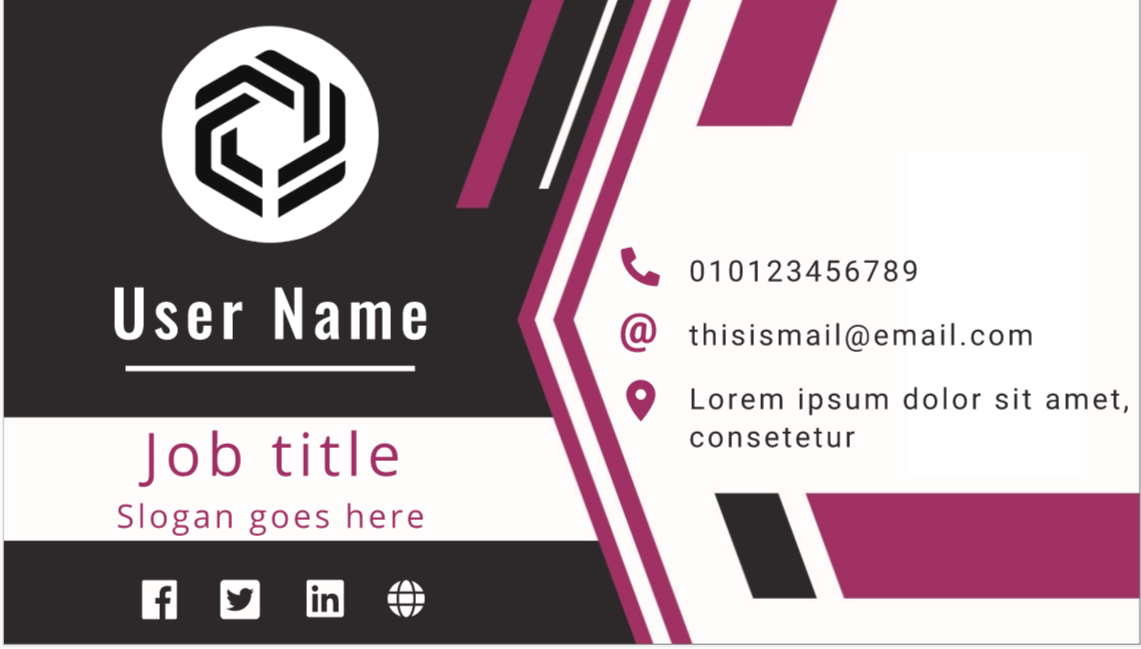 User Name
Job title
Slogan goes here
010123456789
@ thisismail@email.com
Lorem ipsum dolor sit amet,
consetetur